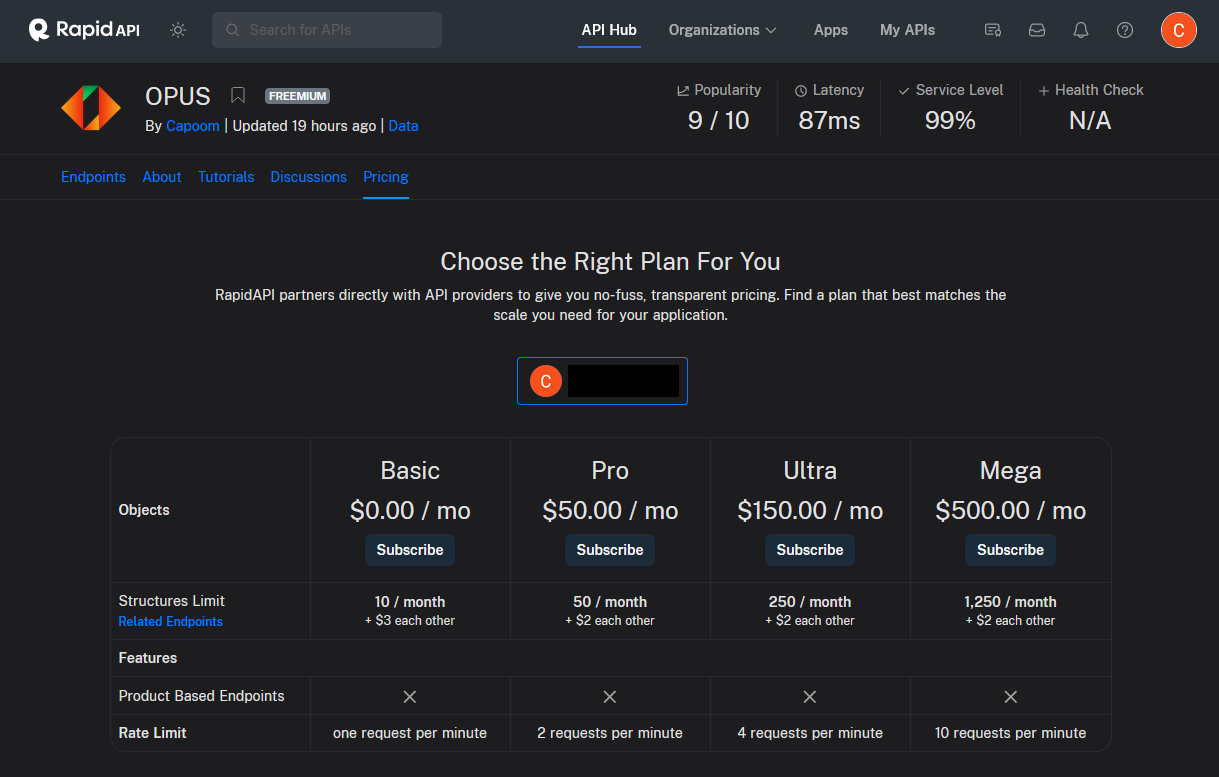 Rapid API
Search for APIs
API Hub
Organizations
Apps
My APIs
C
OPUS
FREEMIUM
By Capoom | Updated 19 hours ago | Data
Popularity
9 / 10
Latency
87ms
Service Level
99%
Health Check
N/A
Endpoints About Tutorials Discussions Pricing
Choose the Right Plan For You
RapidAPI partners directly with API providers to give you no-fuss, transparent pricing. Find a plan that best matches the
scale you need for your application.
C
Objects
Basic
$0.00 / mo
Subscribe
Pro
$50.00 / mo
Subscribe
Ultra
$150.00 / mo
Subscribe
Mega
$500.00 / mo
Subscribe
Structures Limit
Related Endpoints
10 / month
+ $3 each other
50 / month
+ $2 each other
250 / month
+ $2 each other
1,250 / month
+ $2 each other
Features
Product Based Endpoints
Rate Limit
one request per minute
2 requests per minute
4 requests per minute
10 requests per minute